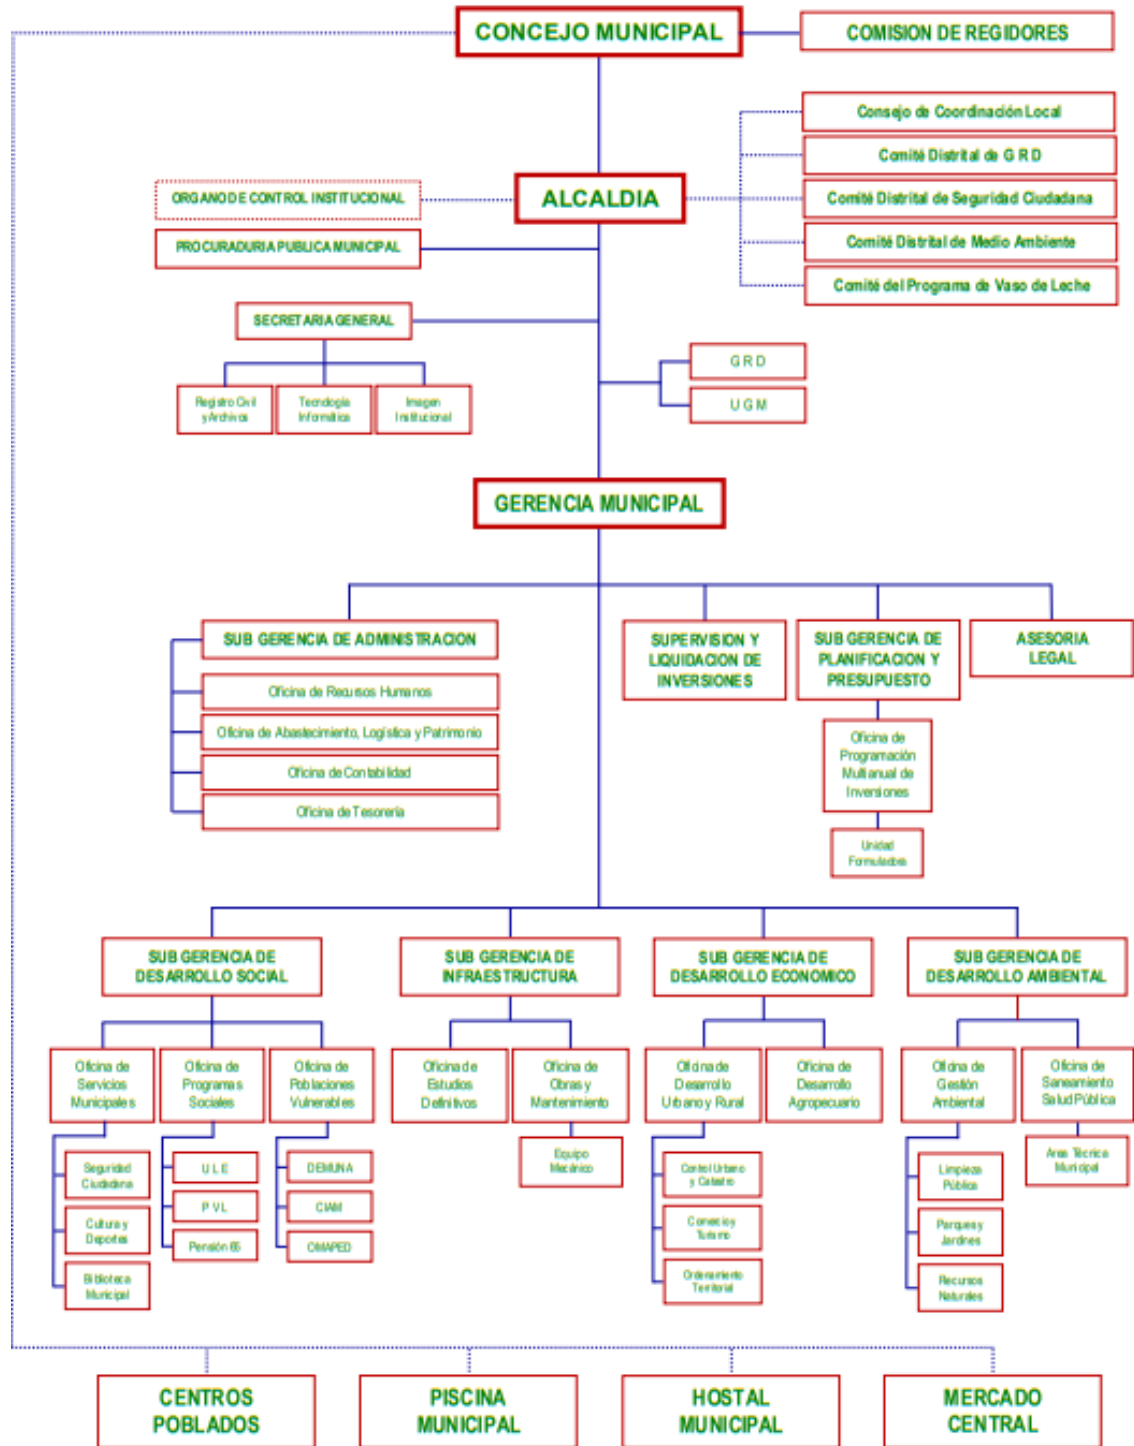 CONCEJO MUNICIPAL
COMISION DE REGIDORES
Consejo de Coordinación Local
Comité Distrital de G R D
Comité Distrital de Seguridad Ciudadana
Comité Distrital de Medio Ambiente
Comité del Programa de Vaso de Leche
ORGANO DE CONTROL INSTITUCIONAL
ALCALDIA
PROCURADURIA PUBLICA MUNICIPAL
SECRETARIA GENERAL
Registro Civil
y Archivos
Tecnología
Informática
Imagen
Institucional
G R D
U G M
GERENCIA MUNICIPAL
SUB GERENCIA DE ADMINISTRACION
Oficina de Recursos Humanos
Oficina de Abastecimiento, Logística y Patrimonio
Oficina de Contabilidad
Oficina de Tesorería
SUPERVISION Y
LIQUIDACION DE
INVERSIONES
SUB GERENCIA DE
PLANIFICACION Y
PRESUPUESTO
Oficina de
Programación
Multianual de
Inversiones
Unidad
Formuladora
ASESORIA
LEGAL
SUB GERENCIA DE
DESARROLLO SOCIAL
Oficina de
Servicios
Municipales
Seguridad
Ciudadana
Cultura y
Deportes
Biblioteca
Municipal
Oficina de
Programas
Sociales
U L E
P V L
Pensión 65
Oficina de
Poblaciones
Vulnerables
DEMUNA
CIAM
OMAPED
SUB GERENCIA DE
INFRAESTRUCTURA
Oficina de
Estudios
Definitivos
Oficina de
Obras y
Mantenimiento
Equipo
Mecánico
SUB GERENCIA DE
DESARROLLO ECONOMICO
Oficina de
Desarrollo
Urbano y Rural
Control Urbano
y Catastro
Comercio y
Turismo
Ordenamiento
Territorial
Oficina de
Desarrollo
Agropecuario
SUB GERENCIA DE
DESARROLLO AMBIENTAL
Oficina de
Gestión
Ambiental
Limpieza
Pública
Parques y
Jardines
Recursos
Naturales
Oficina de
Saneamiento
Salud Pública
Area Técnica
Municipal
CENTROS
POBLADOS
PISCINA
MUNICIPAL
HOSTAL
MUNICIPAL
MERCADO
CENTRAL